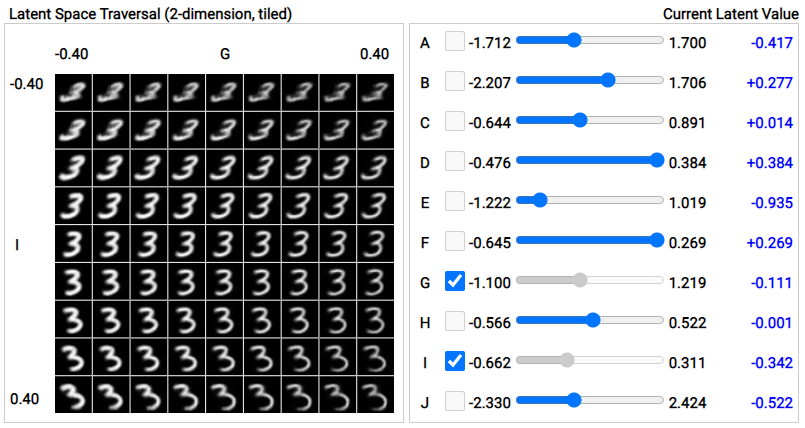 Latent Space Traversal (2-dimension, tiled)
-0.40 G 0.40
-0.40
I
0.40
Current Latent Value
A -1.712 1.700 -0.417
B -2.207 1.706 +0.277
C -0.644 0.891 +0.014
D -0.476 0.384 +0.384
E -1.222 1.019 -0.935
F -0.645 0.269 +0.269
G -1.100 1.219 -0.111
H -0.566 0.522 -0.001
I -0.662 0.311 -0.342
J -2.330 2.424 -0.522